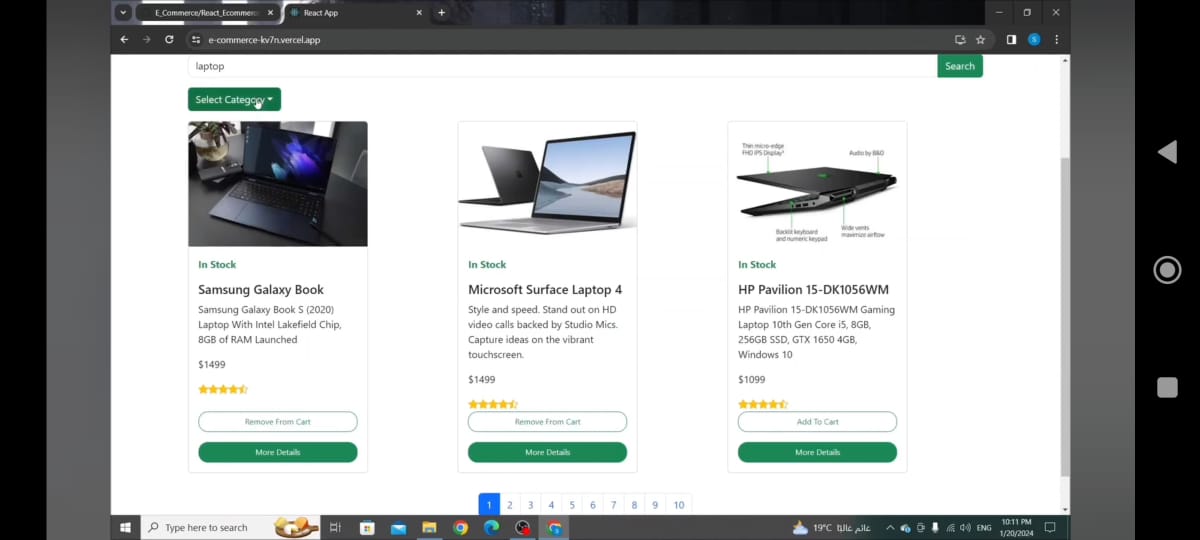 E_Commerce/React_Ecommerce
React App
e-commerce-kv7n.vercel.app
S
laptop
Search
Select Category
Thin micro-edge
FHD IPS Display¹
Audio by B&O
Backlit keyboard
and numeric keypad
Wide vents
maximize airflow
In Stock
Samsung Galaxy Book
Samsung Galaxy Book S (2020)
Laptop With Intel Lakefield Chip,
8GB of RAM Launched
$1499
Remove From Cart
More Details
In Stock
Microsoft Surface Laptop 4
Style and speed. Stand out on HD
video calls backed by Studio Mics.
Capture ideas on the vibrant
touchscreen.
$1499
Remove From Cart
More Details
In Stock
HP Pavilion 15-DK1056WM
HP Pavilion 15-DK1056WM Gaming
Laptop 10th Gen Core i5, 8GB,
256GB SSD, GTX 1650 4GB,
Windows 10
$1099
Add To Cart
More Details
1 2 3 4 5 6 7 8 9 10
Type here to search
19°C غائم غالبًا
ENG
10:11 PM
1/20/2024